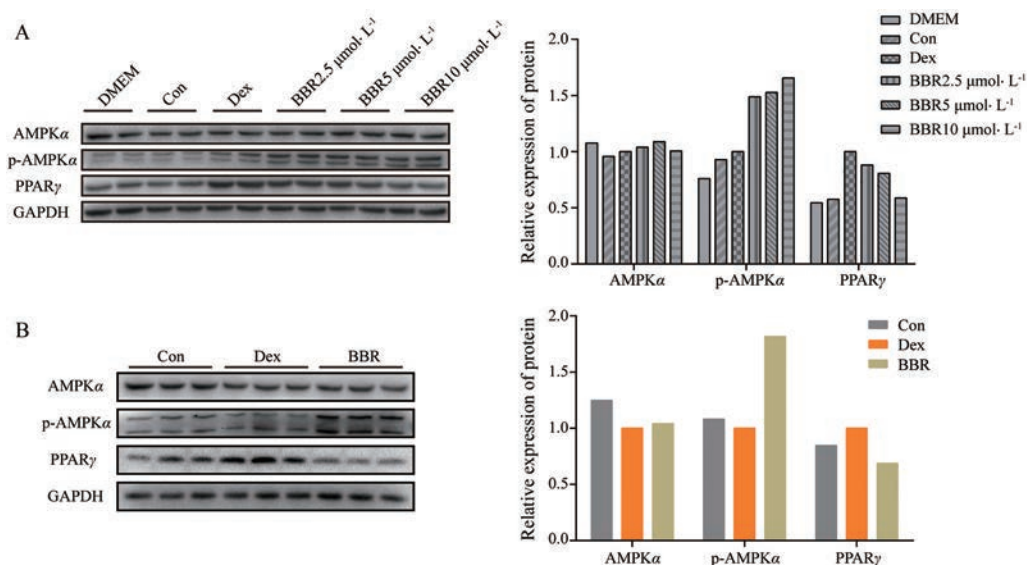 A
DMEM
Con
Dex
BBR2.5 μmol· L⁻¹
BBR5 μmol· L⁻¹
BBR10 μmol· L⁻¹
AMPKα
p-AMPKα
PPARγ
GAPDH
Relative expression of protein
2.0
1.5
1.0
0.5
0.0
AMPKα
p-AMPKα
PPARγ
DMEM
Con
Dex
BBR2.5 μmol· L⁻¹
BBR5 μmol· L⁻¹
BBR10 μmol· L⁻¹
B
Con
Dex
BBR
AMPKα
p-AMPKα
PPARγ
GAPDH
Relative expression of protein
2.0
1.5
1.0
0.5
0.0
AMPKα
p-AMPKα
PPARγ
Con
Dex
BBR